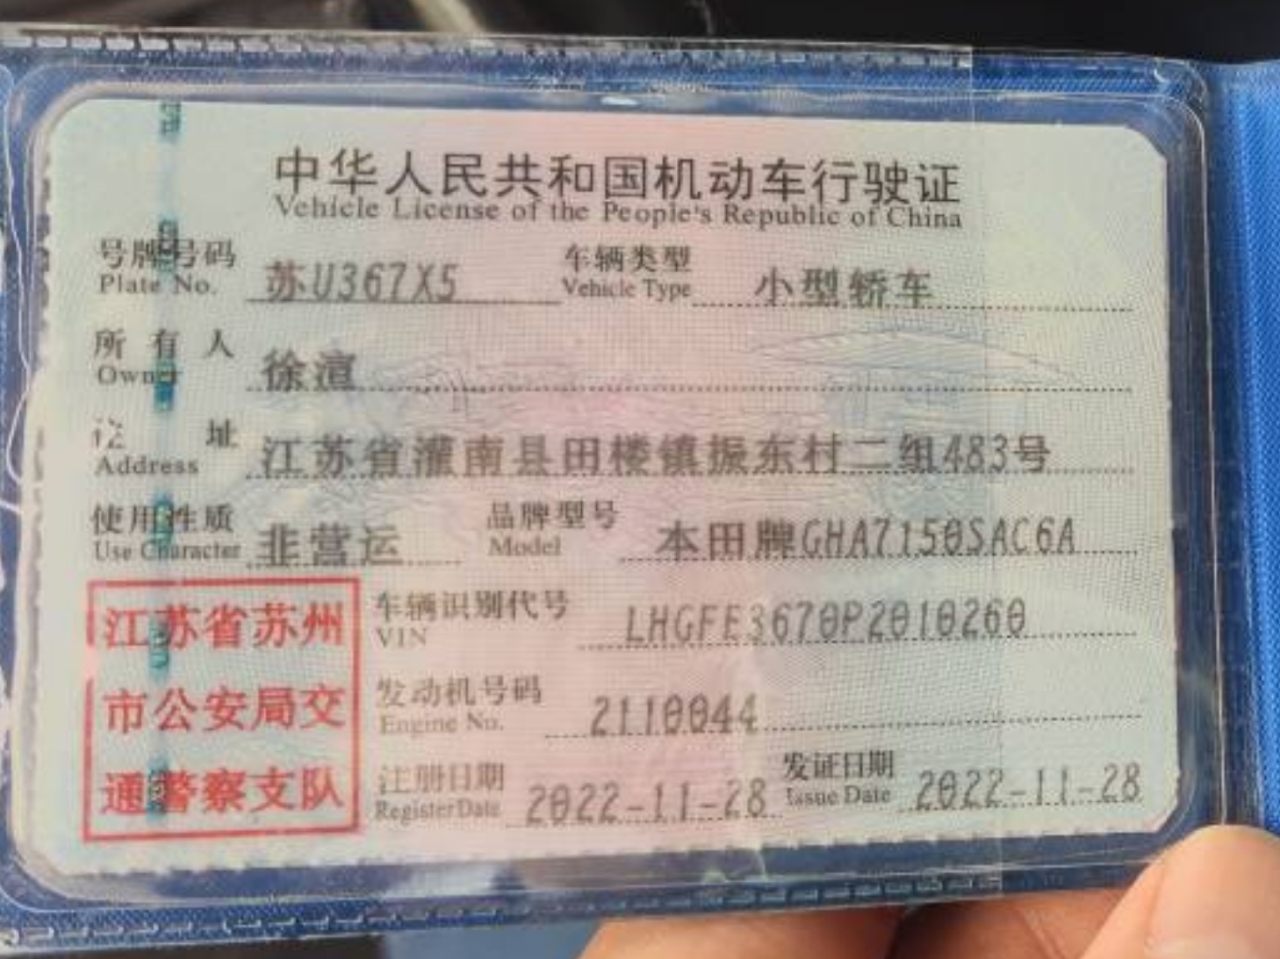 中华人民共和国机动车行驶证
Vehicle License of the People's Republic of China
号牌号码 苏U367X5 车辆类型 小型轿车
Plate No. Vehicle Type
所有人 徐渲
Owner
住址 江苏省灌南县田楼镇振东村二组483号
Address
使用性质 非营运 品牌型号 本田牌GHA7150SAC6A
Use Character Model
江苏省苏州 车辆识别代号 LHGFE3670P2010260
VIN
市公安局交 发动机号码 2110044
Engine No.
通警察支队 注册日期 2022-11-28 发证日期 2022-11-28
Register Date Issue Date